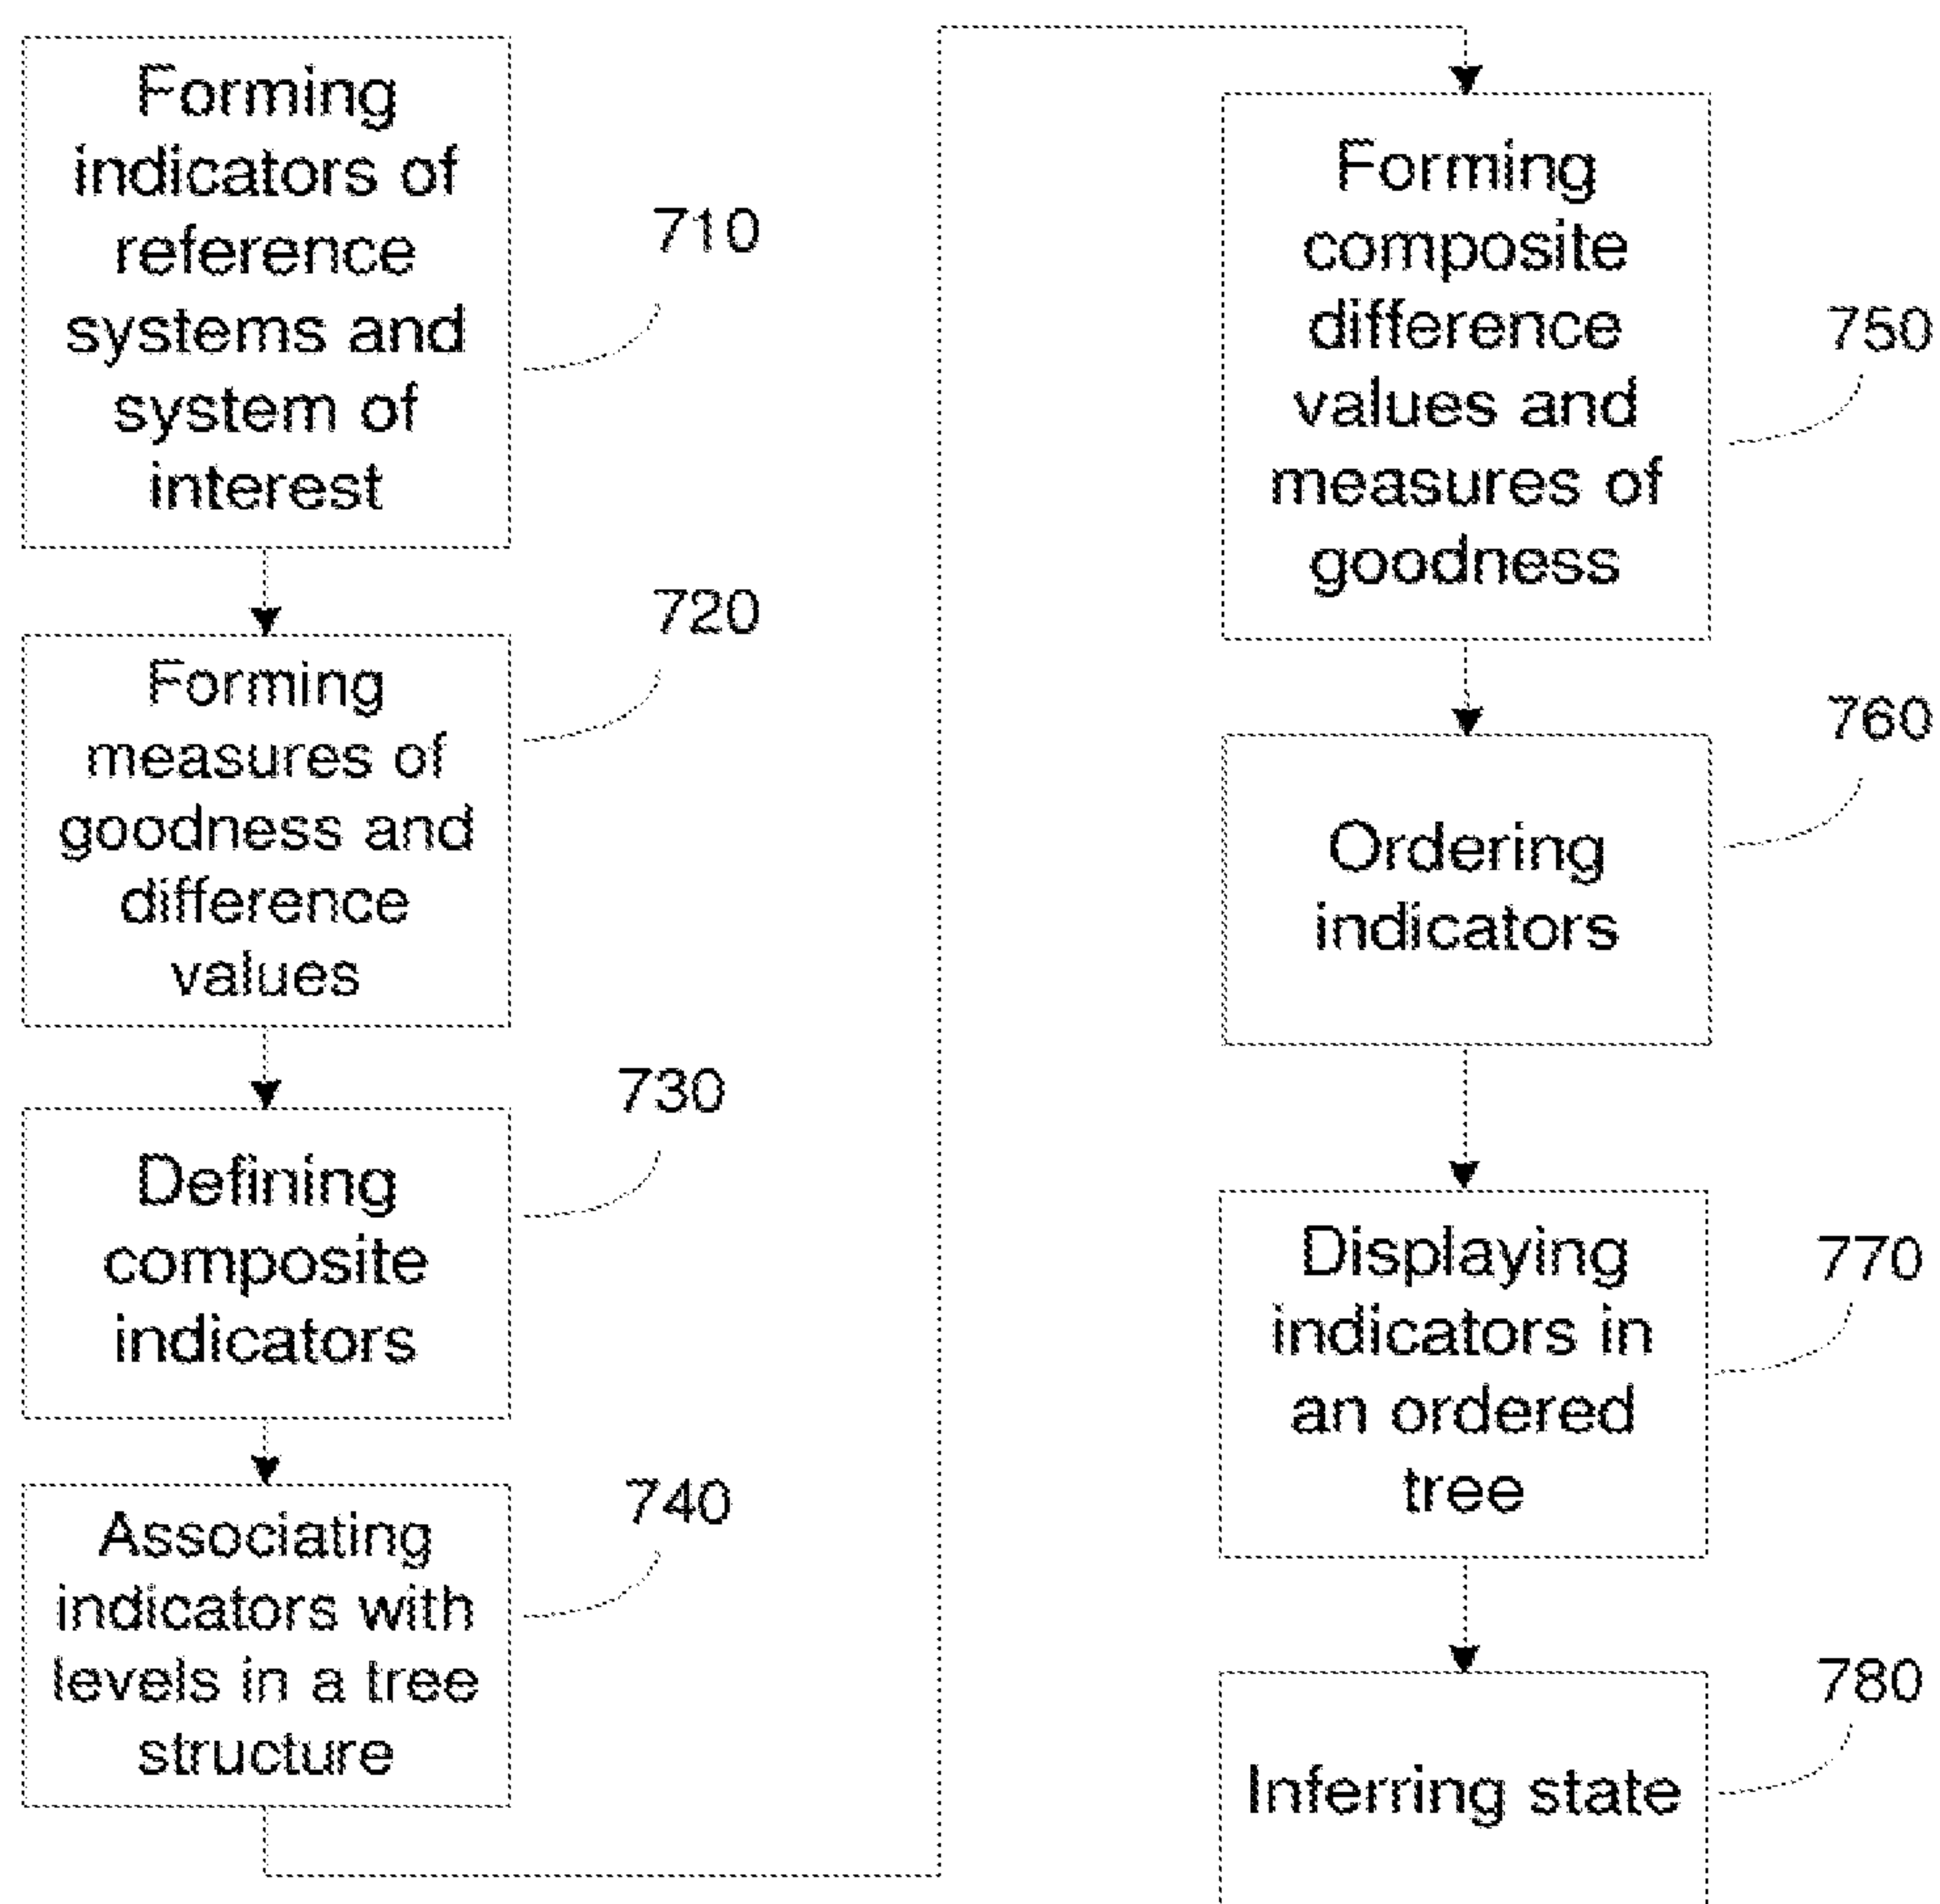 Forming
indicators of
reference
systems and
system of
interest
710
Forming
measures of
goodness and
difference
values
720
Defining
composite
indicators
730
Associating
indicators with
levels in a tree
structure
740
Forming
composite
difference
values and
measures of
goodness
750
Ordering
indicators
760
Displaying
indicators in
an ordered
tree
770
Inferring state
780